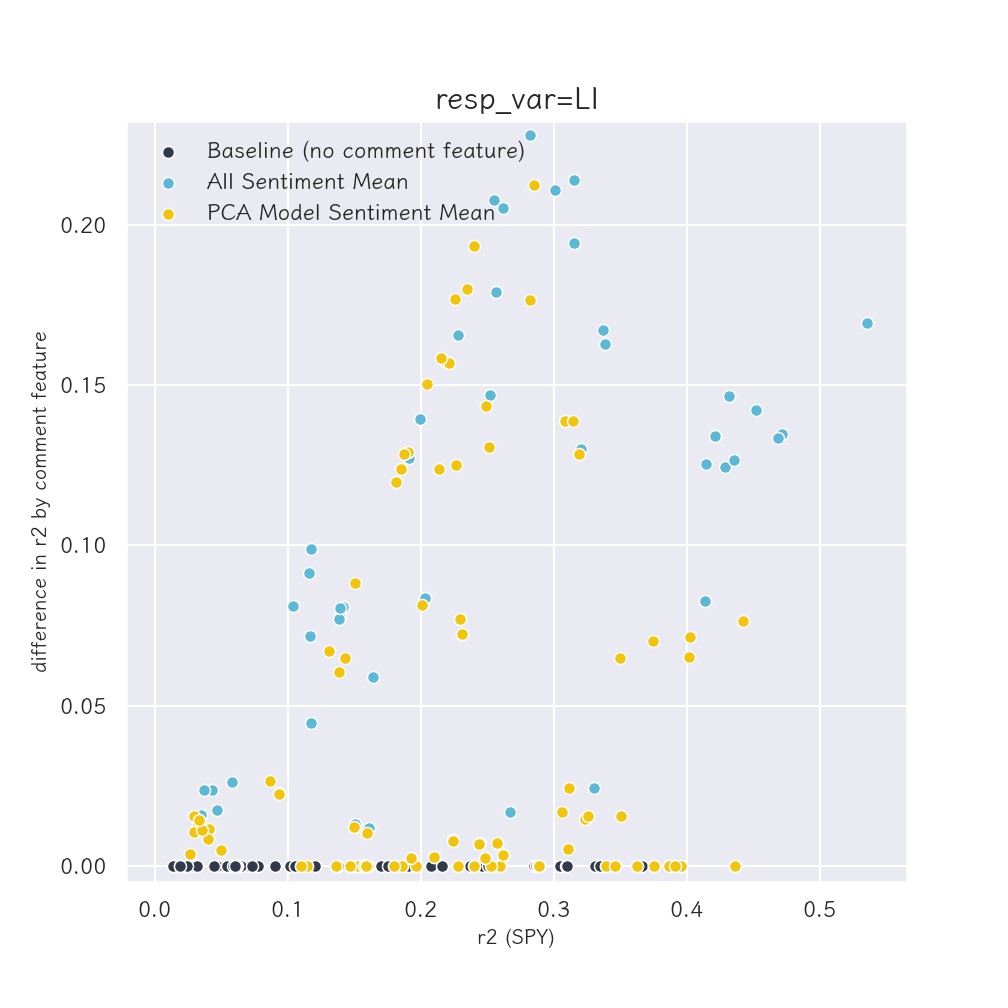 resp_var=LI
Baseline (no comment feature)
All Sentiment Mean
PCA Model Sentiment Mean
difference in r2 by comment feature
0.20
0.15
0.10
0.05
0.00
0.0 0.1 0.2 0.3 0.4 0.5
r2 (SPY)